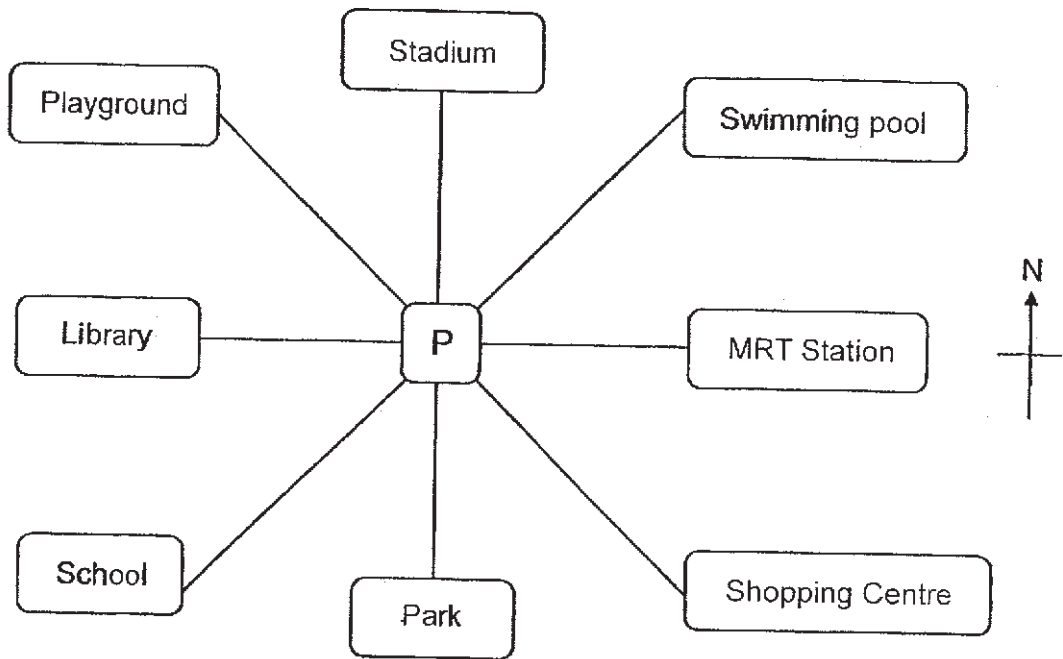 Stadium
Playground
Swimming pool
N
Library
P
MRT Station
School
Park
Shopping Centre